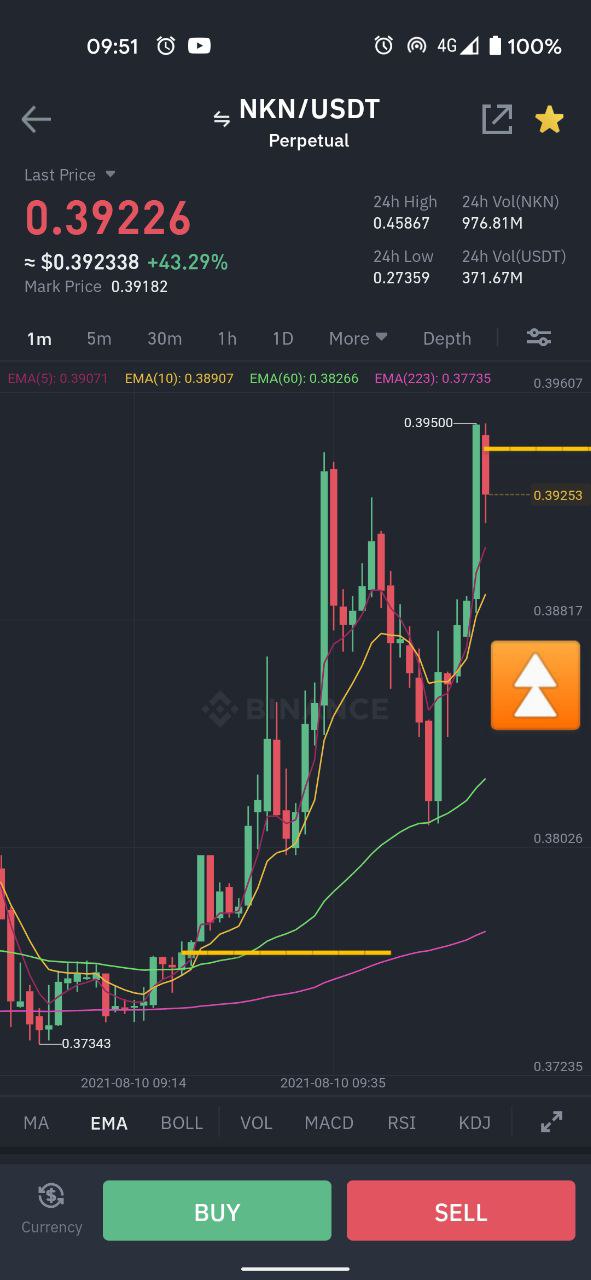 09:51 4G 100%
NKN/USDT
Perpetual
Last Price
0.39226
≈ $0.392338 +43.29%
Mark Price 0.39182
24h High 24h Vol(NKN)
0.45867 976.81M
24h Low 24h Vol(USDT)
0.27359 371.67M
1m 5m 30m 1h 1D More Depth
EMA(5): 0.39071 EMA(10): 0.38907 EMA(60): 0.38266 EMA(223): 0.37735
0.39607
0.39500
0.39253
0.38817
BINANCE
0.38026
0.37343
0.37235
2021-08-10 09:14 2021-08-10 09:35
MA EMA BOLL VOL MACD RSI KDJ
Currency
BUY SELL